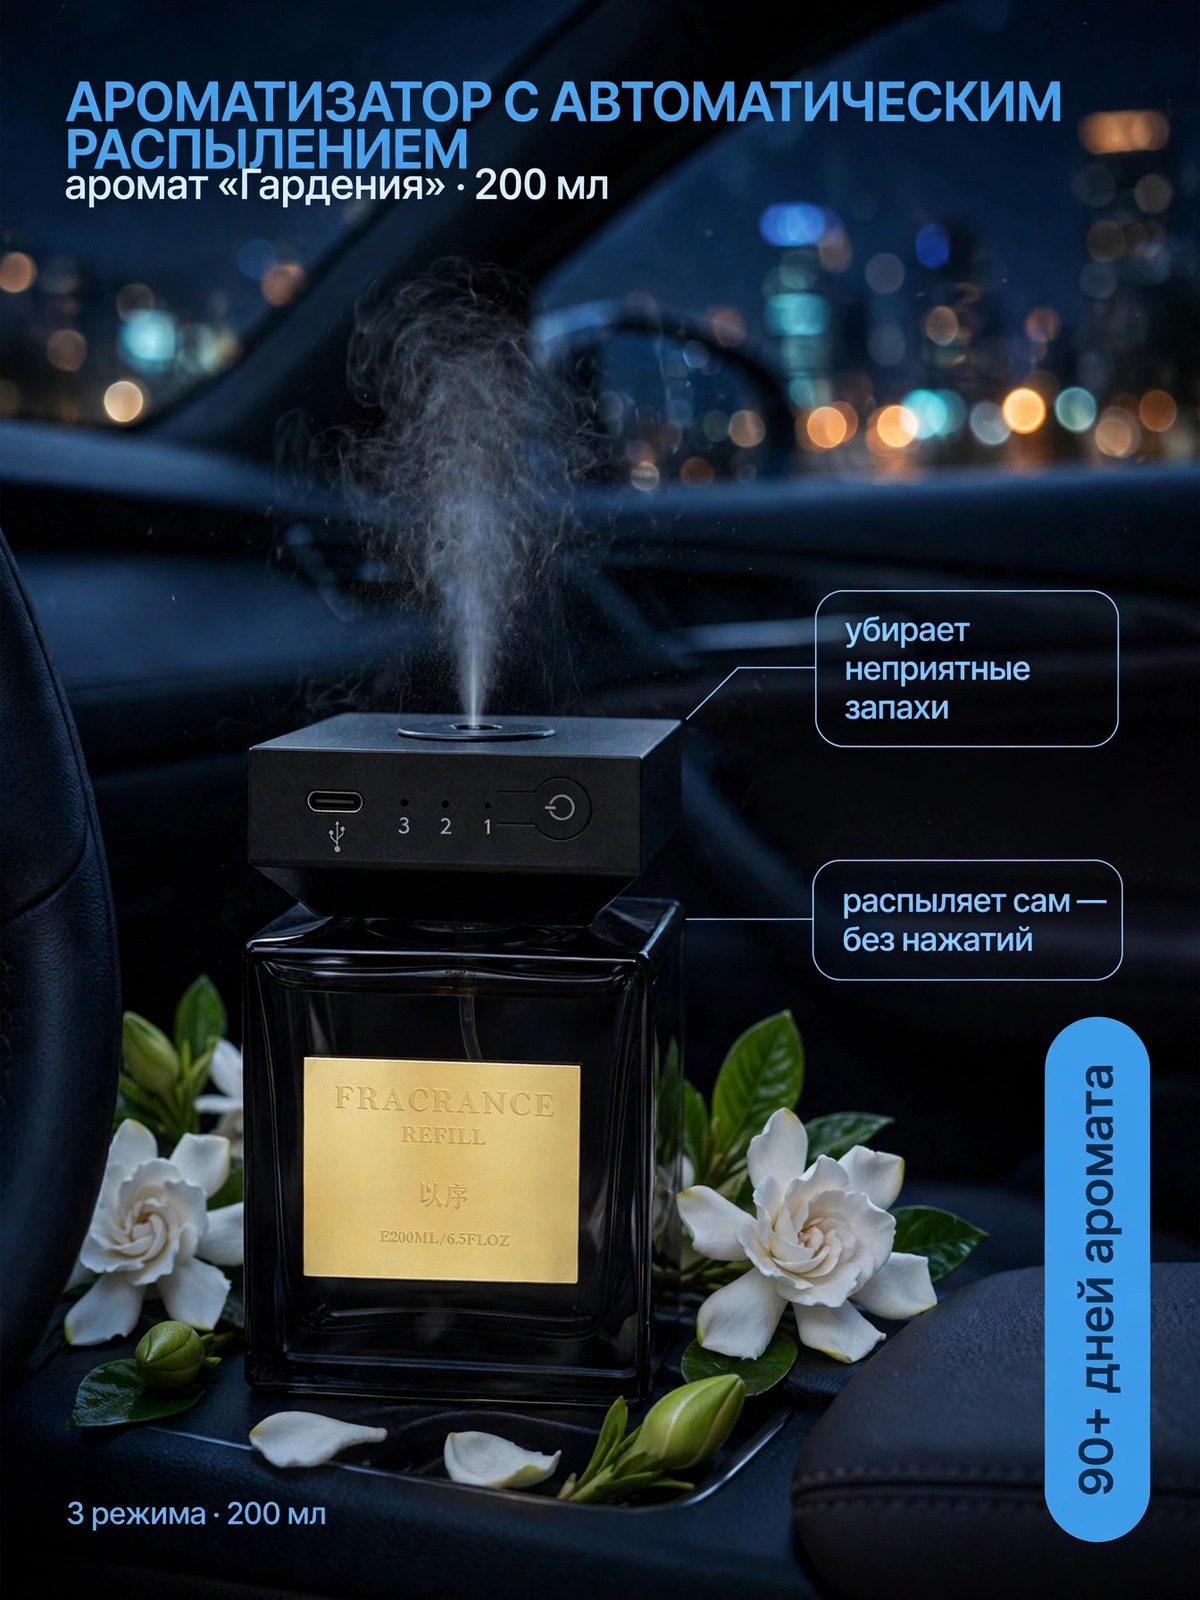 АРОМАТИЗАТОР С АВТОМАТИЧЕСКИМ
РАСПЫЛЕНИЕМ
аромат «Гардения» · 200 мл
убирает
неприятные
запахи
3 2 1
распыляет сам —
без нажатий
FRACRANCE
REFILL
以序
E200ML/6.5FLOZ
90+ дней аромата
3 режима · 200 мл